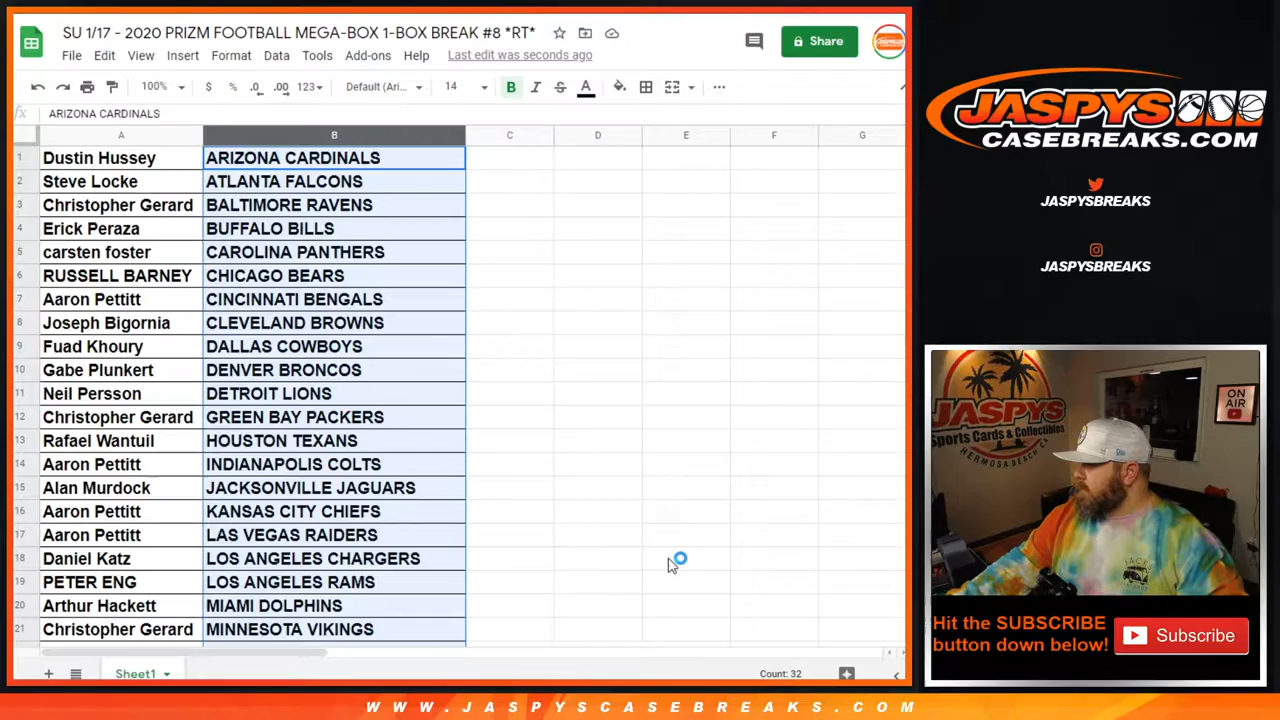 SU 1/17 - 2020 PRIZM FOOTBALL MEGA-BOX 1-BOX BREAK #8 *RT*
File Edit View Insert Format Data Tools Add-ons Help Last edit was seconds ago
Share
100% $ % .0 .00 123 Default (Ari... 14 B I S A
fx ARIZONA CARDINALS
A B C D E F G
1 Dustin Hussey ARIZONA CARDINALS
2 Steve Locke ATLANTA FALCONS
3 Christopher Gerard BALTIMORE RAVENS
4 Erick Peraza BUFFALO BILLS
5 carsten foster CAROLINA PANTHERS
6 RUSSELL BARNEY CHICAGO BEARS
7 Aaron Pettitt CINCINNATI BENGALS
8 Joseph Bigornia CLEVELAND BROWNS
9 Fuad Khoury DALLAS COWBOYS
10 Gabe Plunkert DENVER BRONCOS
11 Neil Persson DETROIT LIONS
12 Christopher Gerard GREEN BAY PACKERS
13 Rafael Wantuil HOUSTON TEXANS
14 Aaron Pettitt INDIANAPOLIS COLTS
15 Alan Murdock JACKSONVILLE JAGUARS
16 Aaron Pettitt KANSAS CITY CHIEFS
17 Aaron Pettitt LAS VEGAS RAIDERS
18 Daniel Katz LOS ANGELES CHARGERS
19 PETER ENG LOS ANGELES RAMS
20 Arthur Hackett MIAMI DOLPHINS
21 Christopher Gerard MINNESOTA VIKINGS
Sheet1
Count: 32
JASPYS
CASEBREAKS.COM
JASPYSBREAKS
JASPYSBREAKS
JASPYS
Sports Cards & Collectibles
HERMOSA BEACH CA
ON
AIR
Hit the SUBSCRIBE
button down below!
Subscribe
WWW.JASPYSCASEBREAKS.COM